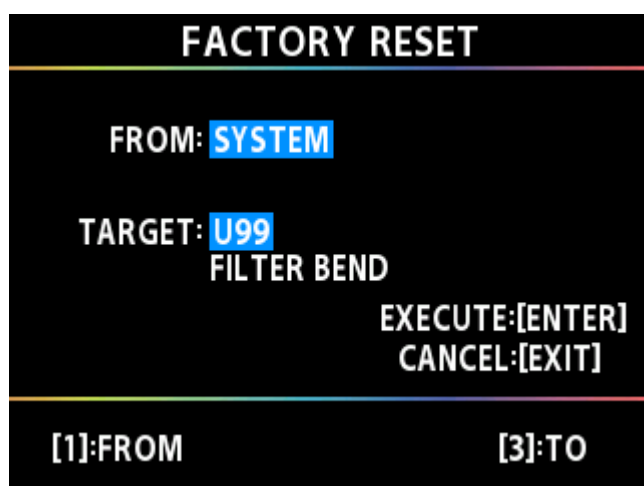 FACTORY RESET
FROM: SYSTEM
TARGET: U99
FILTER BEND
EXECUTE:[ENTER]
CANCEL:[EXIT]
[1]:FROM [3]:TO